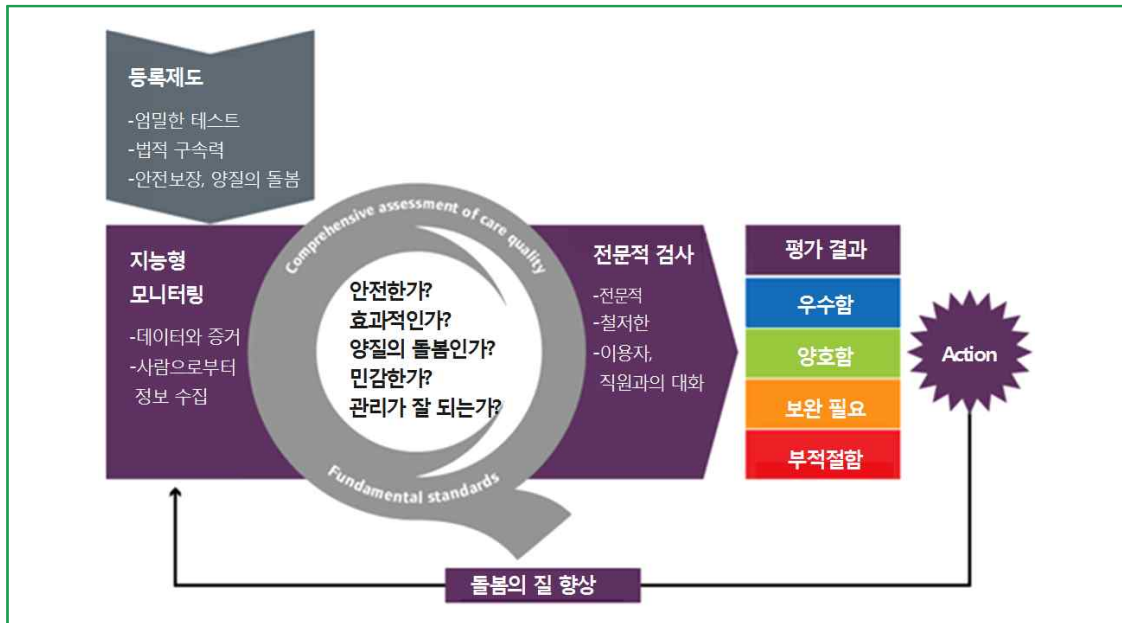 등록제도
-엄밀한 테스트
-법적 구속력
-안전보장, 양질의 돌봄
지능형
모니터링
-데이터와 증거
-사람으로부터
정보 수집
Comprehensive assessment of care quality
안전한가?
효과적인가?
양질의 돌봄인가?
민감한가?
관리가 잘 되는가?
Fundamental standards
전문적 검사
-전문적
-철저한
-이용자,
직원과의 대화
평가 결과
우수함
양호함
보완 필요
부적절함
Action
돌봄의 질 향상